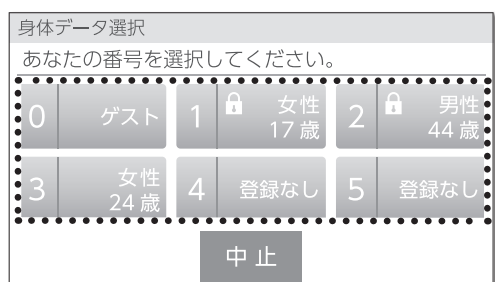 身体データ選択
あなたの番号を選択してください。
0 ゲスト
1 女性 17歳
2 男性 44歳
3 女性 24歳
4 登録なし
5 登録なし
中止